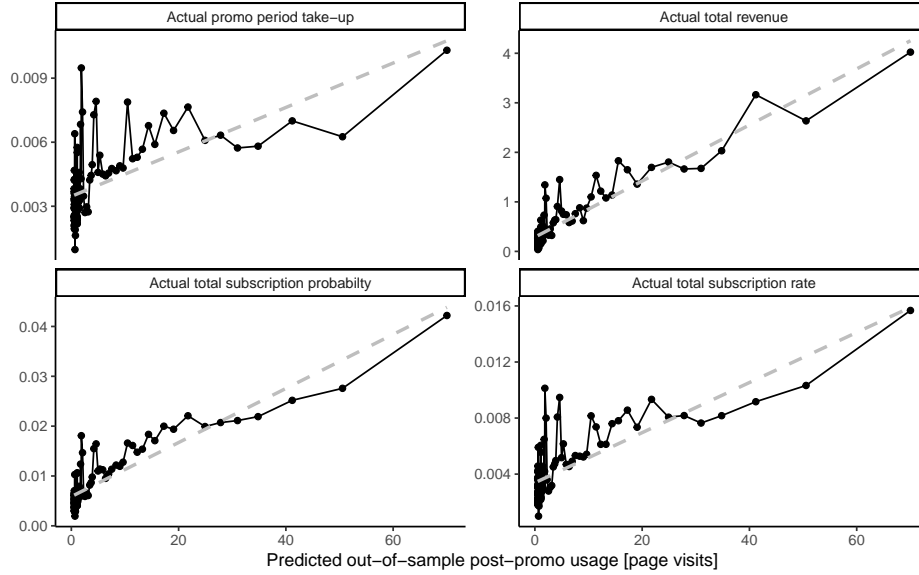 Actual promo period take−up
Actual total revenue
0.009
0.006
0.003
4
3
2
1
0
Actual total subscription probabilty
Actual total subscription rate
0.04
0.03
0.02
0.01
0.00
0.016
0.012
0.008
0.004
0 20 40 60
0 20 40 60
Predicted out−of−sample post−promo usage [page visits]